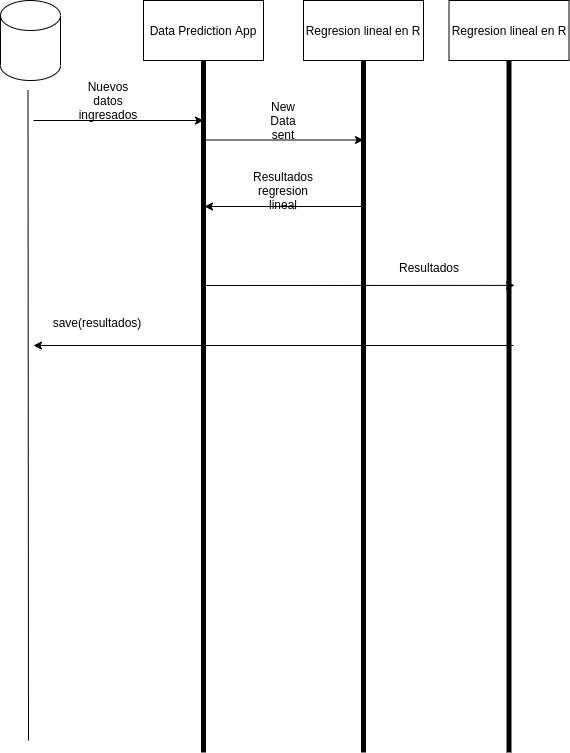 Data Prediction App
Regresion lineal en R
Regresion lineal en R
Nuevos
datos
ingresados
New
Data
sent
Resultados
regresion
lineal
Resultados
save(resultados)